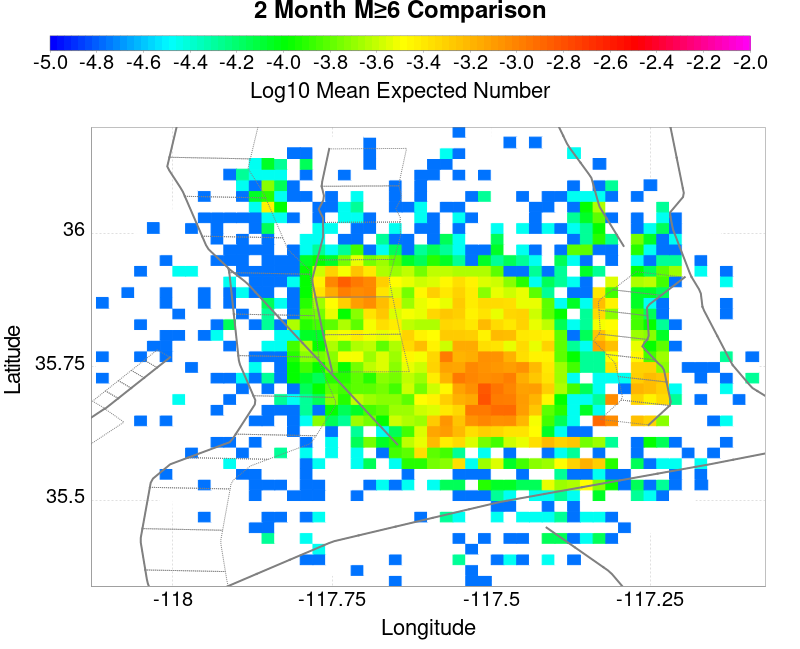 2 Month M≥6 Comparison
-5.0 -4.8 -4.6 -4.4 -4.2 -4.0 -3.8 -3.6 -3.4 -3.2 -3.0 -2.8 -2.6 -2.4 -2.2 -2.0
Log10 Mean Expected Number
36
35.75
35.5
Latitude
-118 -117.75 -117.5 -117.25
Longitude